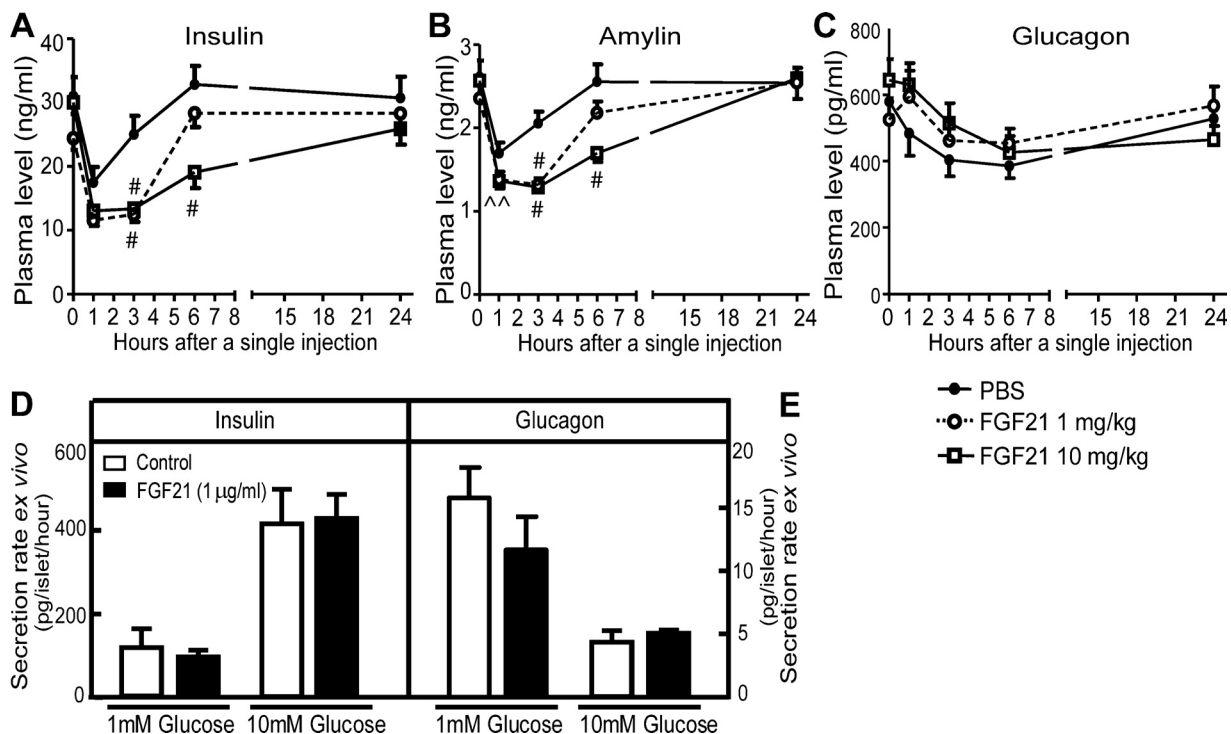 A
Insulin
Plasma level (ng/ml)
40
30
20
10
0
0 1 2 3 4 5 6 7 8 15 18 21 24
Hours after a single injection
#
#
#
B
Amylin
Plasma level (ng/ml)
3
2
1
0
0 1 2 3 4 5 6 7 8 15 18 21 24
Hours after a single injection
^^
#
#
#
C
Glucagon
Plasma level (pg/ml)
800
600
400
200
0
0 1 2 3 4 5 6 7 8 15 18 21 24
Hours after a single injection
PBS
FGF21 1 mg/kg
FGF21 10 mg/kg
D
Insulin
Glucagon
E
Secretion rate ex vivo
(pg/islet/hour)
600
400
200
0
Control
FGF21 (1 µg/ml)
1mM Glucose
10mM Glucose
1mM Glucose
10mM Glucose
20
15
10
5
0
(pg/islet/hour)
Secretion rate ex vivo